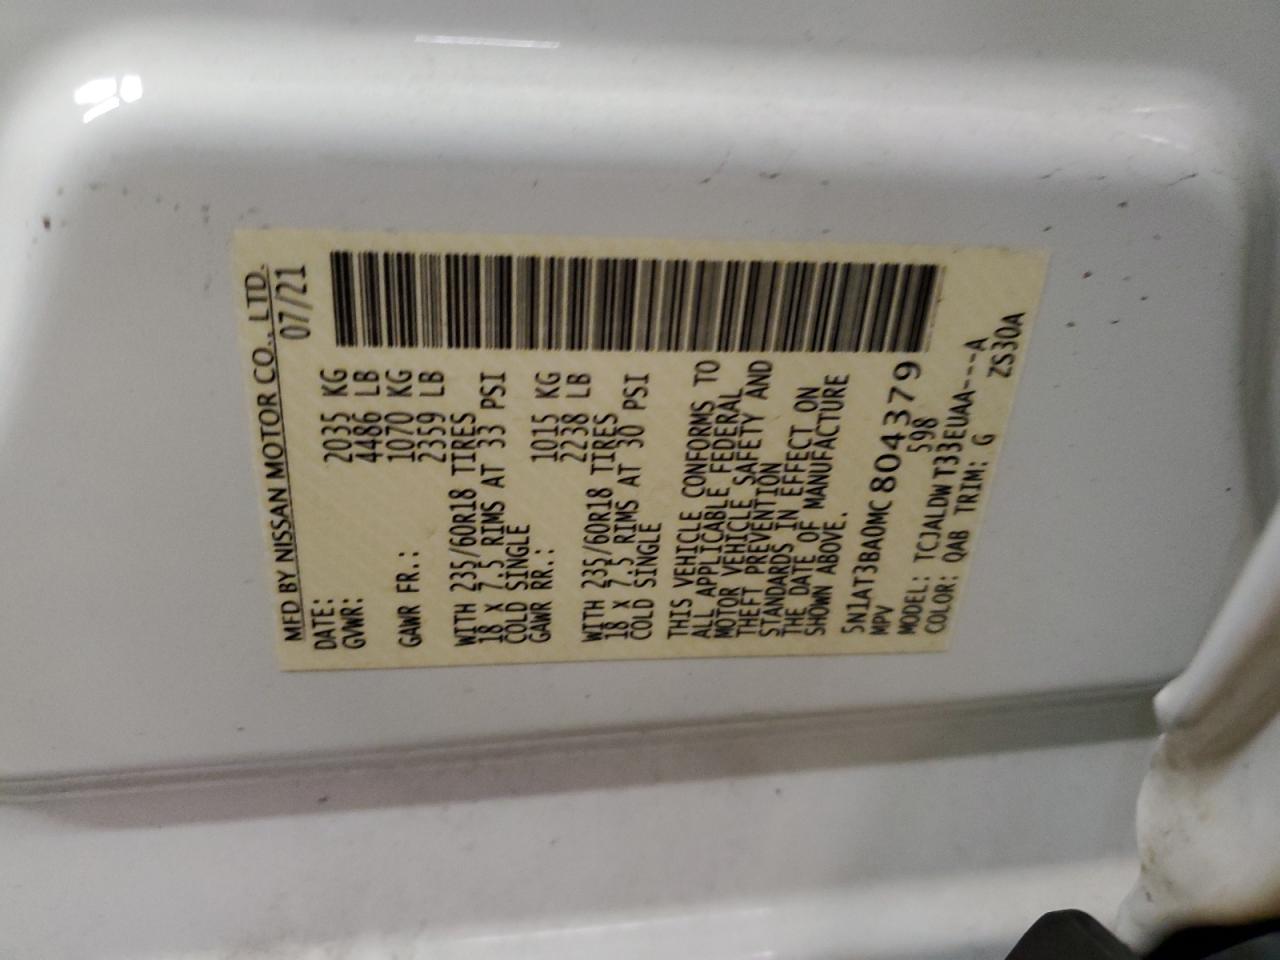 MFD BY NISSAN MOTOR CO., LTD.
DATE: 07/21
GVWR: 2035 KG
4486 LB
GAWR FR.: 1070 KG
2359 LB
WITH 235/60R18 TIRES
18 x 7.5 RIMS AT 33 PSI
COLD SINGLE
GAWR RR.: 1015 KG
2238 LB
WITH 235/60R18 TIRES
18 x 7.5 RIMS AT 30 PSI
COLD SINGLE
THIS VEHICLE CONFORMS TO
ALL APPLICABLE FEDERAL
MOTOR VEHICLE SAFETY AND
THEFT PREVENTION
STANDARDS IN EFFECT ON
THE DATE OF MANUFACTURE
SHOWN ABOVE.
5N1AT3BA0MC804379
MPV 598
MODEL: TCJALDWT33EUAA---A
COLOR: QAB TRIM: G ZS30A